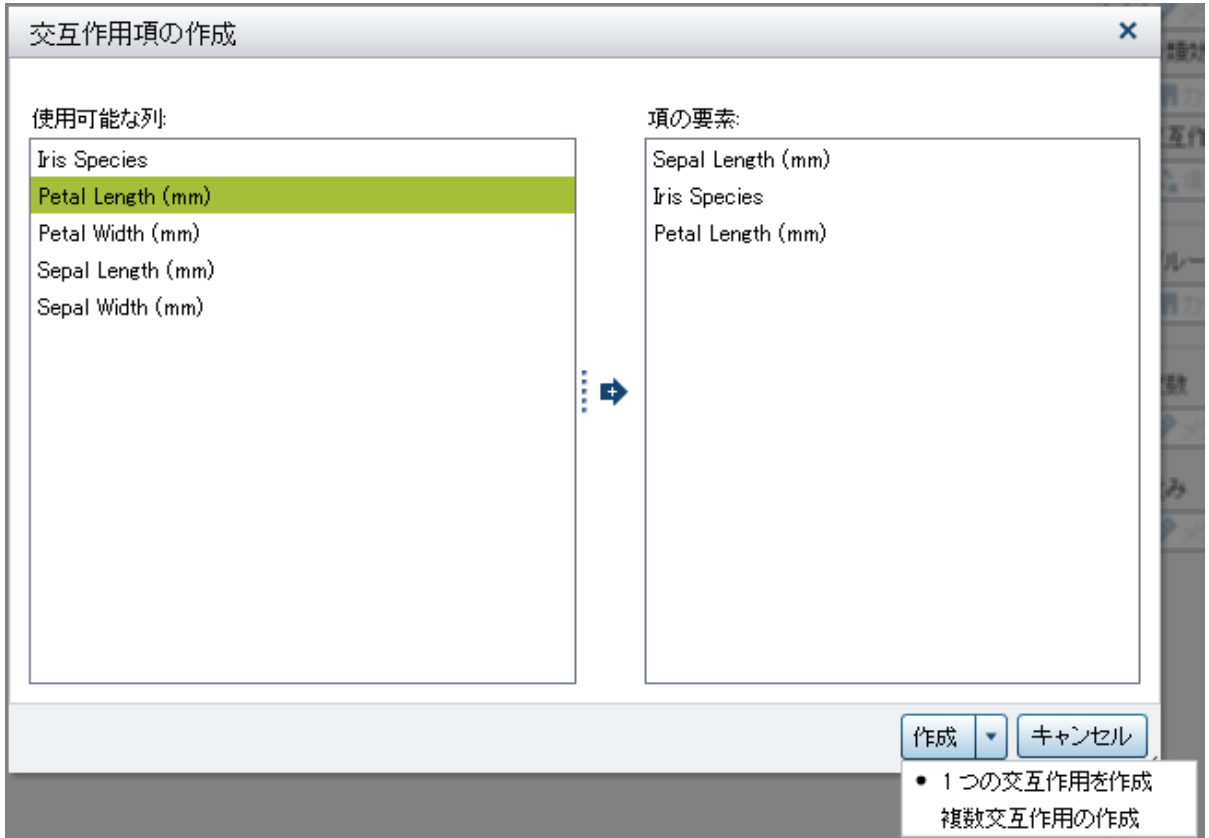 交互作用項の作成
使用可能な列:
Iris Species
Petal Length (mm)
Petal Width (mm)
Sepal Length (mm)
Sepal Width (mm)
項の要素:
Sepal Length (mm)
Iris Species
Petal Length (mm)
作成
キャンセル
1 つの交互作用を作成
複数交互作用の作成